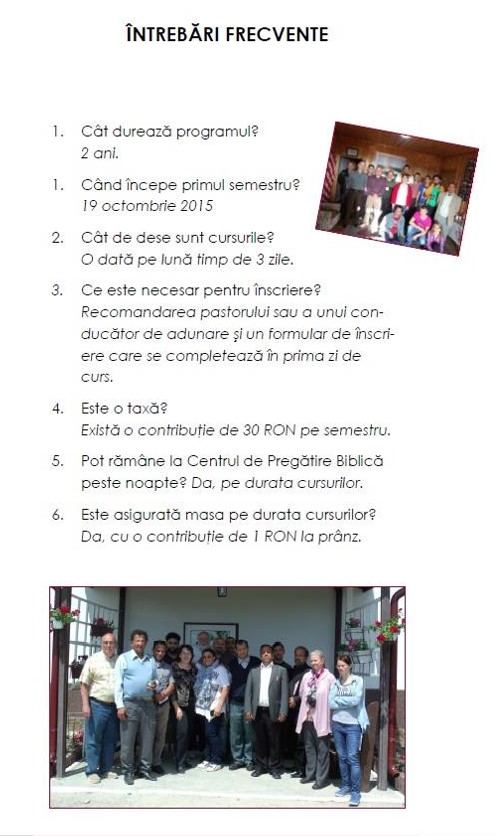 ÎNTREBĂRI FRECVENTE
1. Cât durează programul?
2 ani.
1. Când începe primul semestru?
19 octombrie 2015
2. Cât de dese sunt cursurile?
O dată pe lună timp de 3 zile.
3. Ce este necesar pentru înscriere?
Recomandarea pastorului sau a unui con-
ducător de adunare și un formular de înscri-
ere care se completează în prima zi de
curs.
4. Este o taxă?
Există o contribuție de 30 RON pe semestru.
5. Pot rămâne la Centrul de Pregătire Biblică
peste noapte? Da, pe durata cursurilor.
6. Este asigurată masa pe durata cursurilor?
Da, cu o contribuție de 1 RON la prânz.